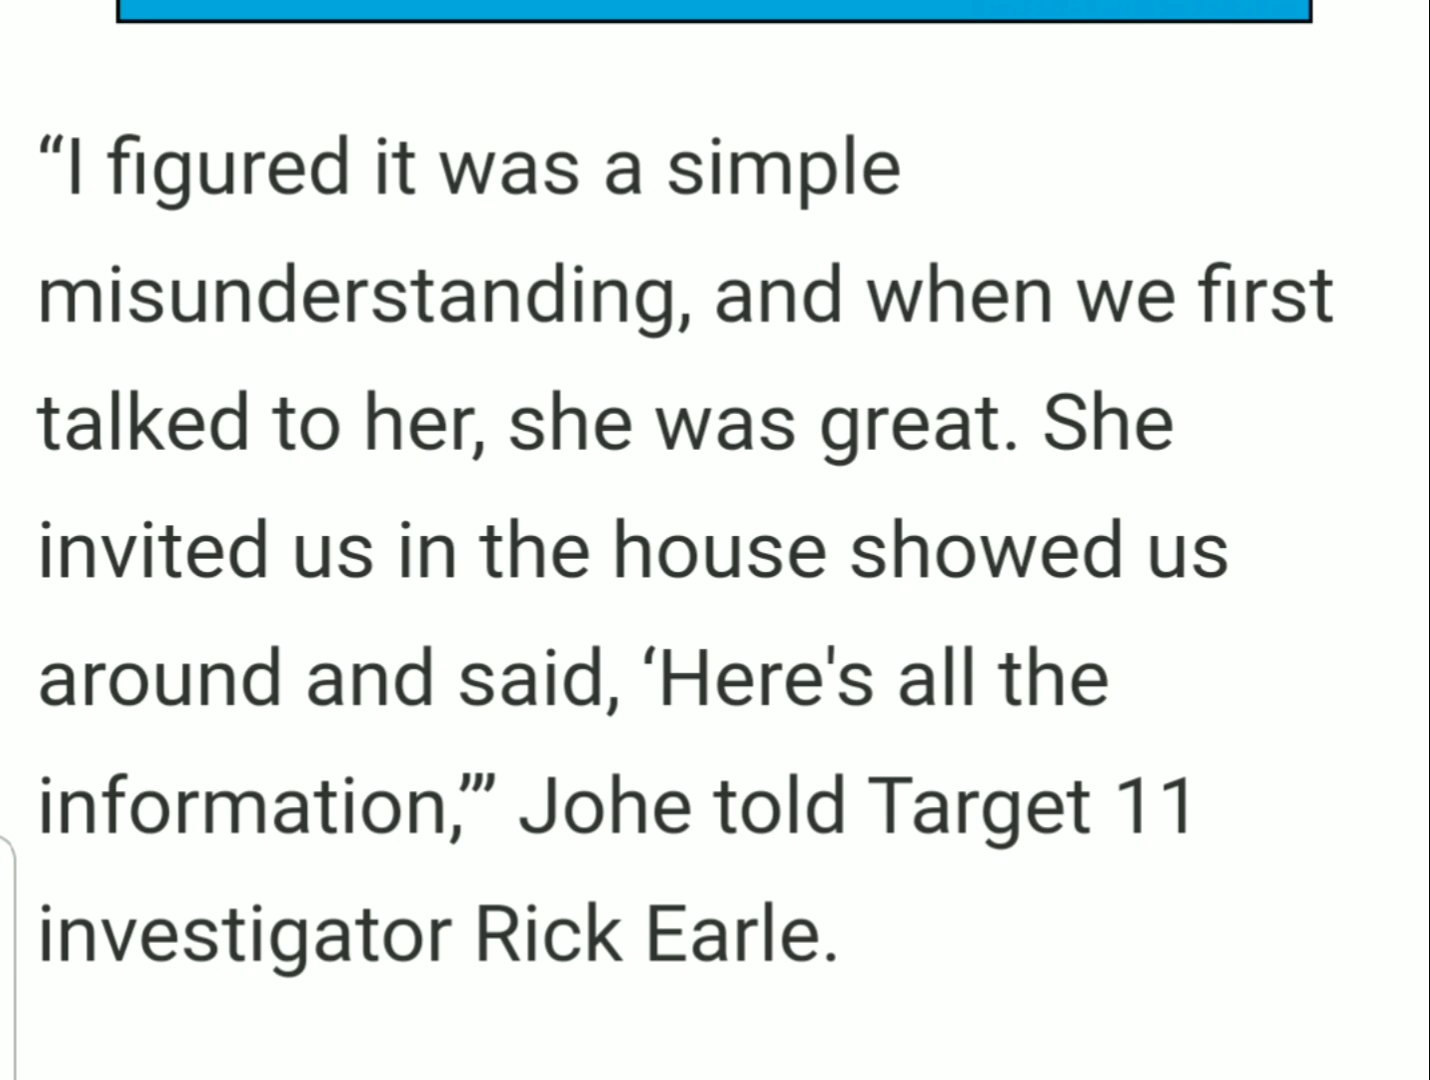 “I figured it was a simple
misunderstanding, and when we first
talked to her, she was great. She
invited us in the house showed us
around and said, ‘Here's all the
information,’” Johe told Target 11
investigator Rick Earle.